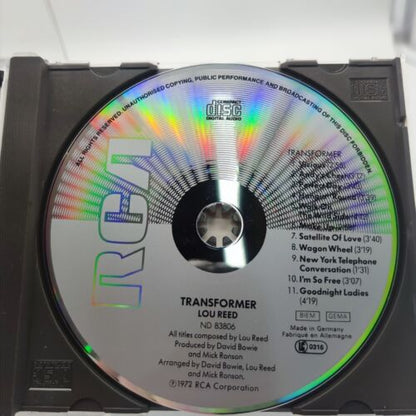 ALL RIGHTS RESERVED. UNAUTHORISED COPYING, PUBLIC PERFORMANCE AND BROADCASTING OF THIS DISC FORBIDDEN
COMPACT
disc
DIGITAL AUDIO
RCA
TRANSFORMER
7. Satellite Of Love (3'40)
8. Wagon Wheel (3'19)
9. New York Telephone
Conversation (1'31)
10. I'm So Free (3'07)
11. Goodnight Ladies
(4'19)
TRANSFORMER
LOU REED
ND 83806
All titles composed by Lou Reed
Produced by David Bowie
and Mick Ronson
Arranged by David Bowie, Lou Reed
and Mick Ronson.
℗1972 RCA Corporation
BIEM
GEMA
Made in Germany
Fabriqué en Allemagne
LC 0316